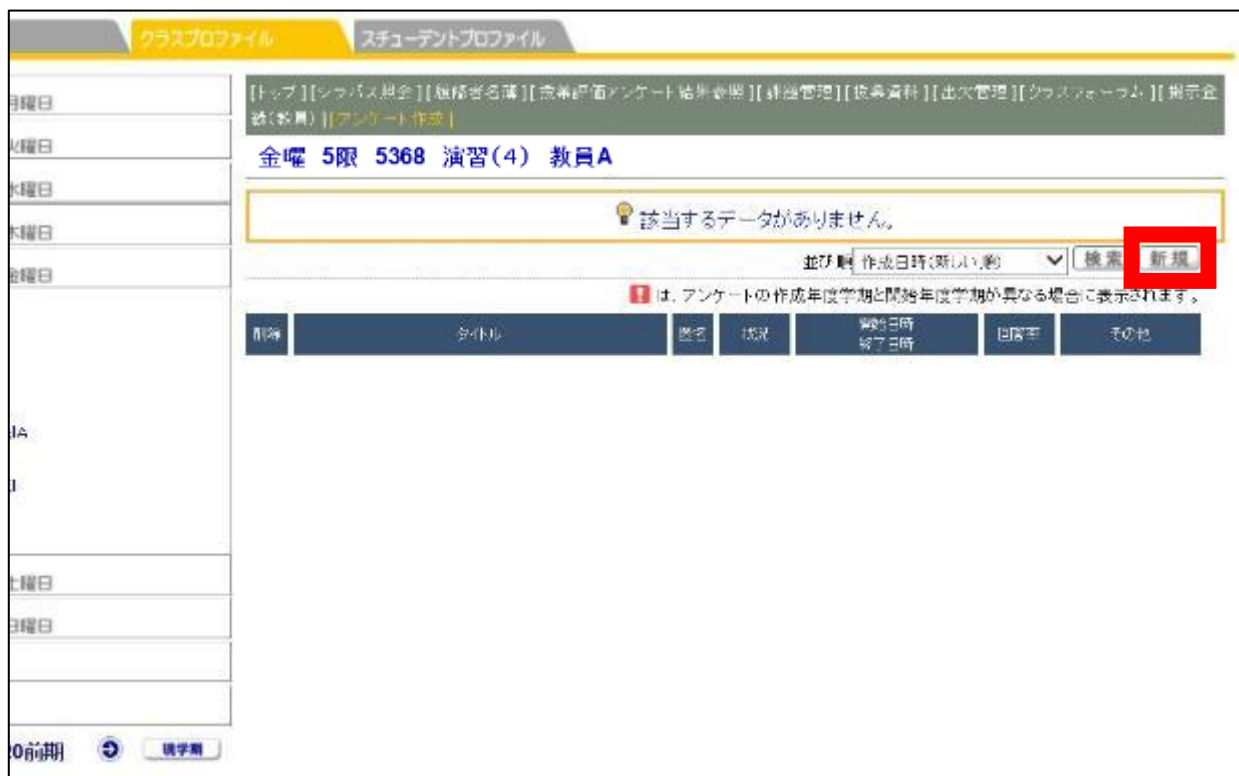 クラスプロファイル
スチューデントプロファイル
月曜日
火曜日
水曜日
木曜日
金曜日
IA
土曜日
日曜日
0前期
現学期
[トップ][シラバス照会][履修者名簿][授業評価アンケート結果参照][課題管理][授業資料][出欠管理][クラスフォーラム][掲示登
録(教員)][アンケート作成]
金曜 5限 5368 演習(4) 教員A
該当するデータがありません。
並び順 作成日時(新しい順) 検索 新規
は、アンケートの作成年度学期と開始年度学期が異なる場合に表示されます。
削除 タイトル 匿名 状況 開始日時 回答率 その他
終了日時